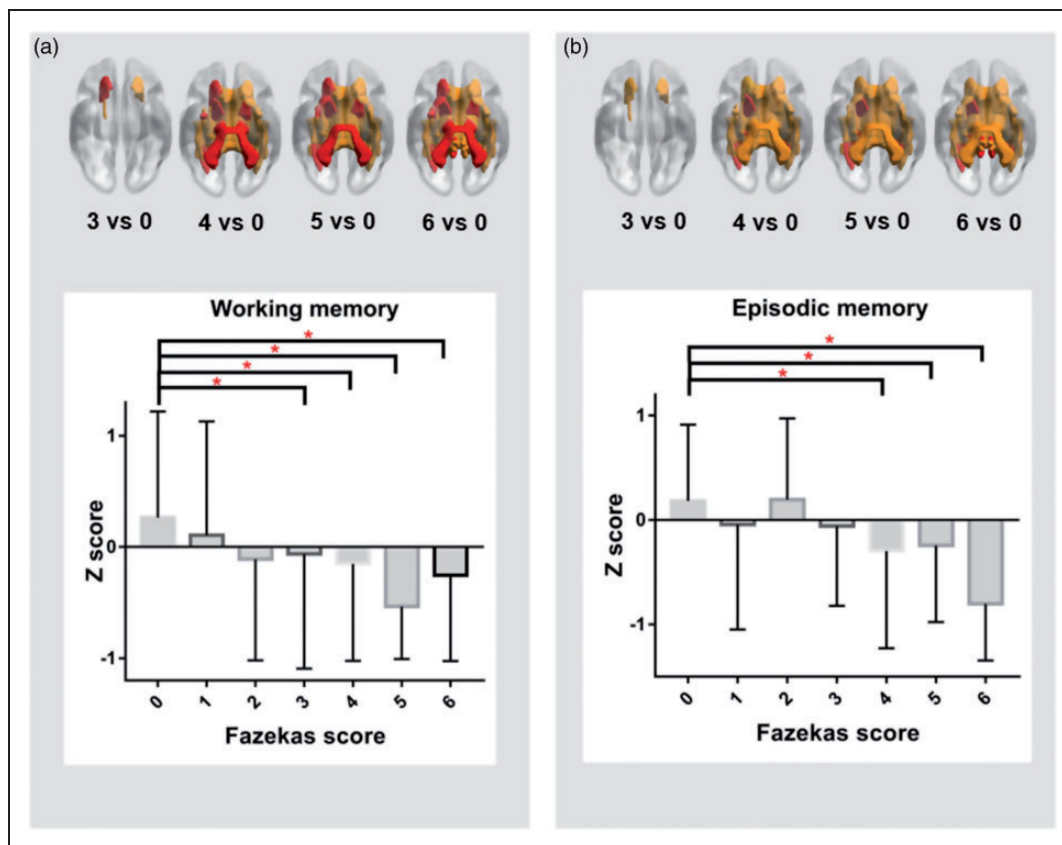 (a)
3 vs 0 4 vs 0 5 vs 0 6 vs 0
Working memory
*
*
*
*
1
0
-1
Z score
0 1 2 3 4 5 6
Fazekas score
(b)
3 vs 0 4 vs 0 5 vs 0 6 vs 0
Episodic memory
*
*
*
1
0
-1
Z score
0 1 2 3 4 5 6
Fazekas score